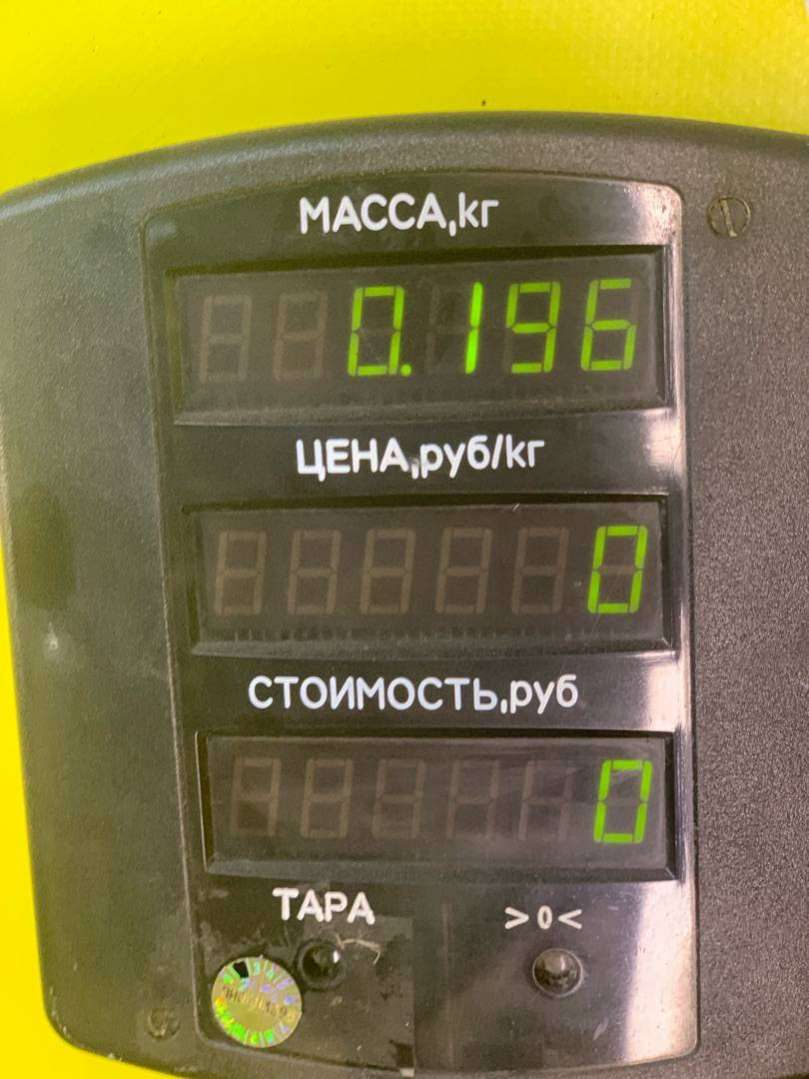 МАССА,кг
0.196
ЦЕНА,руб/кг
0
СТОИМОСТЬ,руб
0
ТАРА >0<